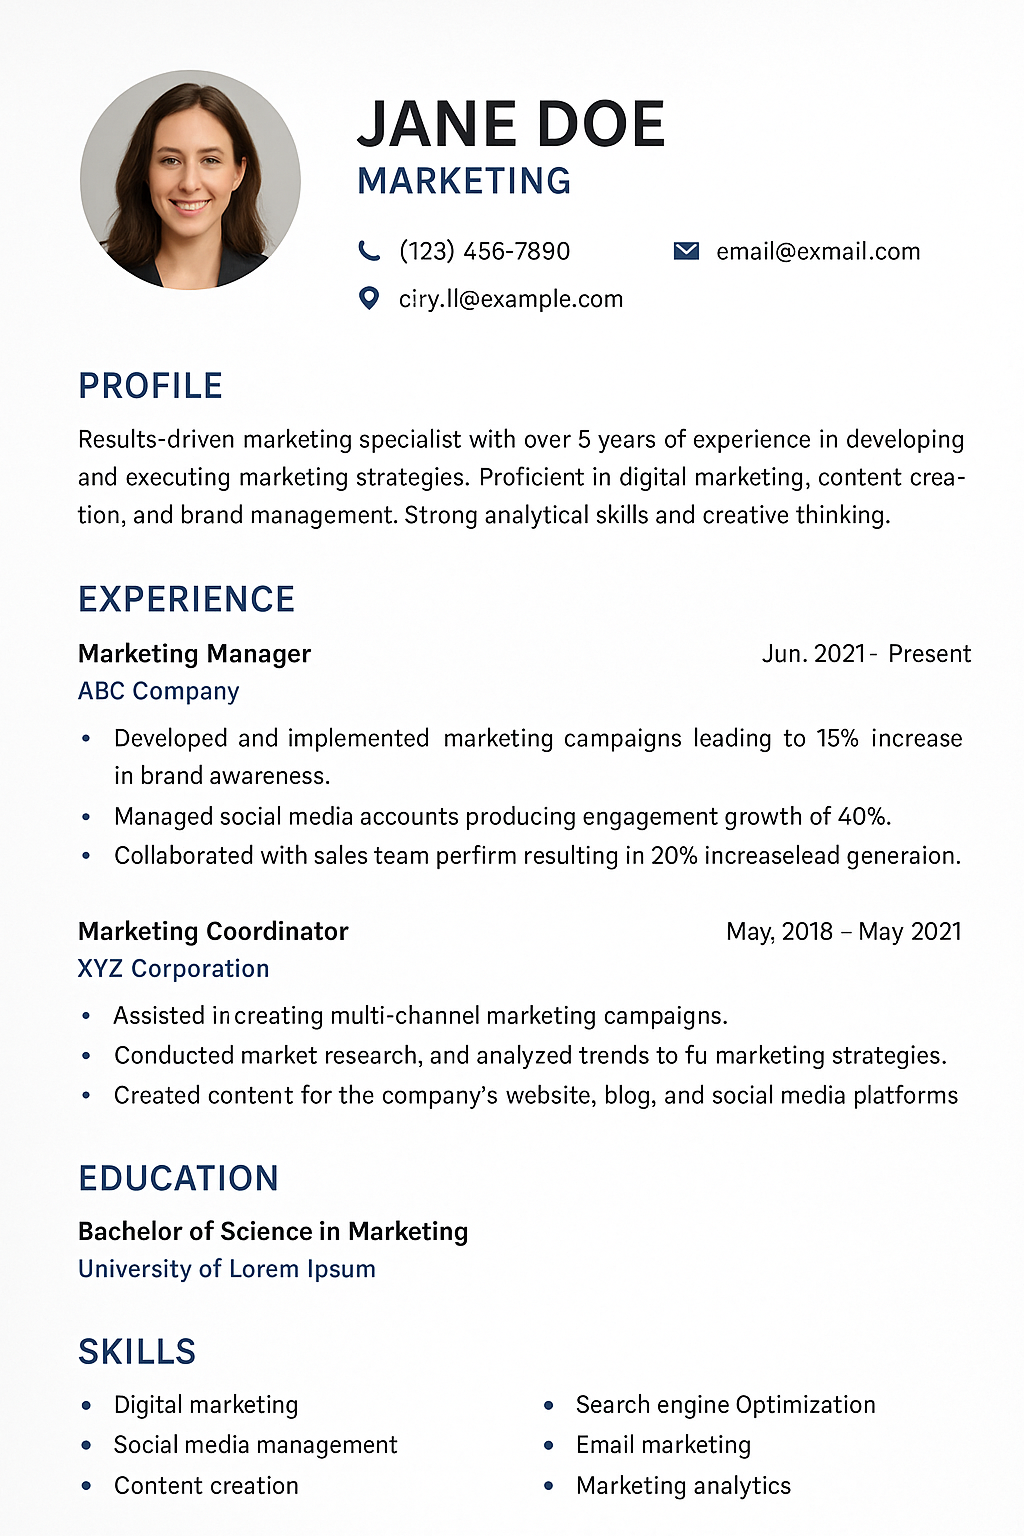 JANE DOE
MARKETING
(123) 456-7890
email@exmail.com
ciry.ll@example.com
PROFILE
Results-driven marketing specialist with over 5 years of experience in developing
and executing marketing strategies. Proficient in digital marketing, content crea-
tion, and brand management. Strong analytical skills and creative thinking.
EXPERIENCE
Marketing Manager
Jun. 2021- Present
ABC Company
• Developed and implemented marketing campaigns leading to 15% increase
in brand awareness.
• Managed social media accounts producing engagement growth of 40%.
• Collaborated with sales team perfirm resulting in 20% increaselead generaion.
Marketing Coordinator
May, 2018 – May 2021
XYZ Corporation
• Assisted in creating multi-channel marketing campaigns.
• Conducted market research, and analyzed trends to fu marketing strategies.
• Created content for the company’s website, blog, and social media platforms
EDUCATION
Bachelor of Science in Marketing
University of Lorem Ipsum
SKILLS
• Digital marketing
• Social media management
• Content creation
• Search engine Optimization
• Email marketing
• Marketing analytics